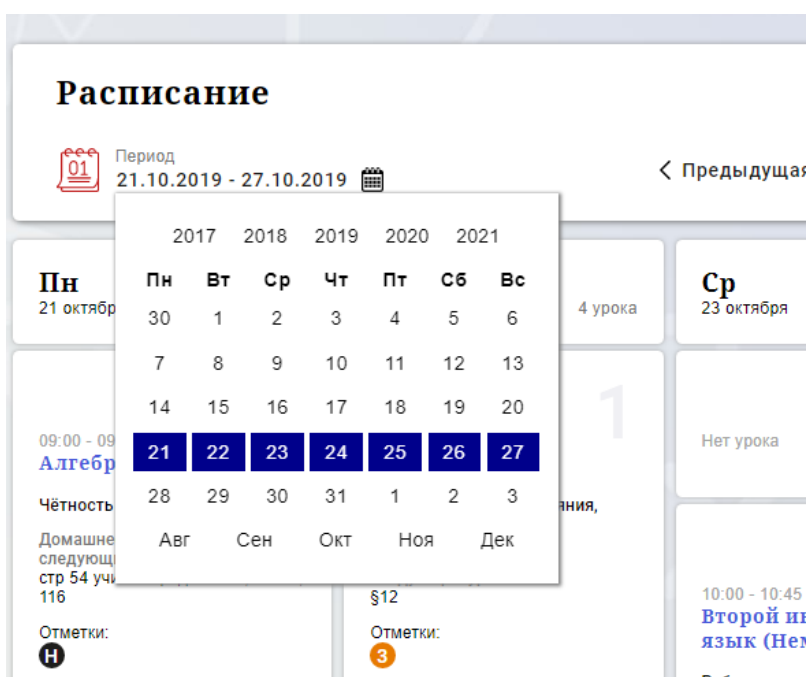 Расписание
01
Период
21.10.2019 - 27.10.2019
Предыдущая
2017 2018 2019 2020 2021
Пн Вт Ср Чт Пт Сб Вс
30 1 2 3 4 5 6
7 8 9 10 11 12 13
14 15 16 17 18 19 20
21 22 23 24 25 26 27
28 29 30 31 1 2 3
Авг Сен Окт Ноя Дек
Пн
21 октябр
09:00 - 09
Алгебр
Чётность
Домашне
следующ
стр 54 уч
116
Отметки:
Н
4 урока
1
яния,
§12
Отметки:
3
Ср
23 октября
Нет урока
10:00 - 10:45
Второй ин
язык (Нем